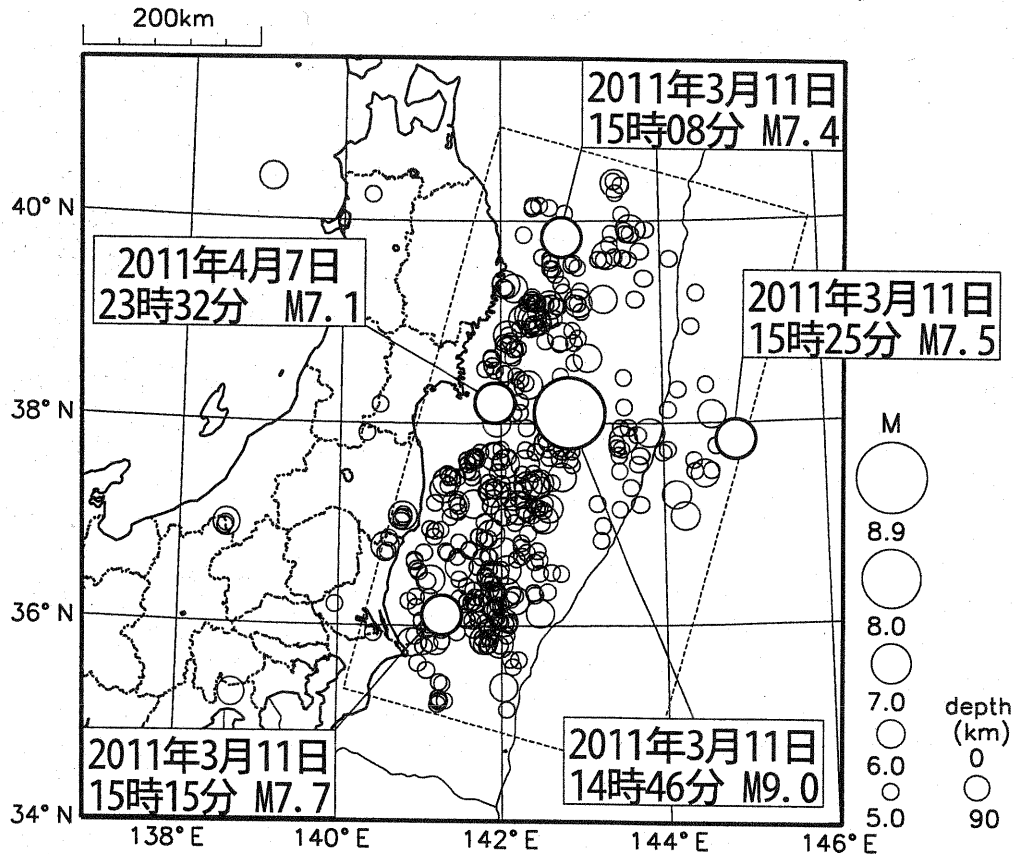 200km
2011年3月11日
15時08分 M7.4
40°N
2011年4月7日
23時32分 M7.1
2011年3月11日
15時25分 M7.5
38°N
M
8.9
8.0
36°N
7.0
depth
(km)
2011年3月11日
15時15分 M7.7
2011年3月11日
14時46分 M9.0
6.0
0
5.0
90
34°N
138°E
140°E
142°E
144°E
146°E